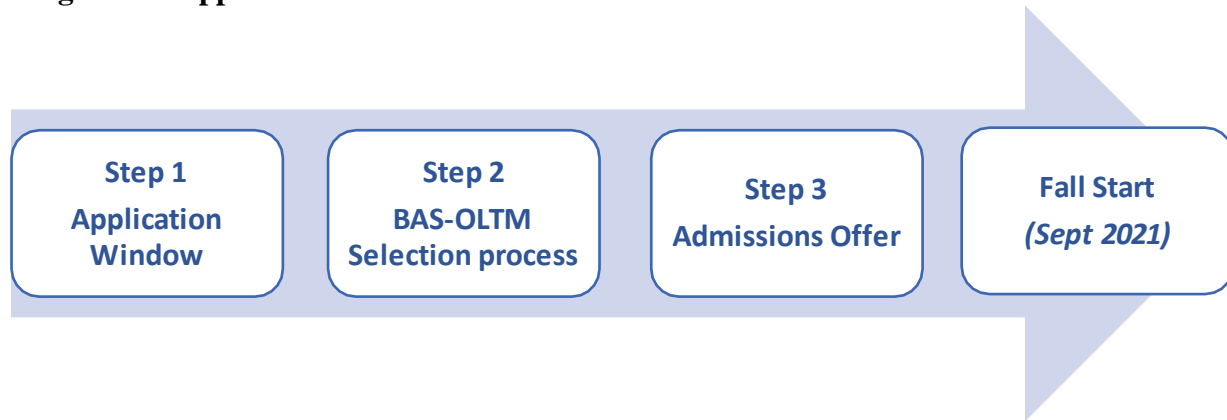 Step 1
Application
Window
Step 2
BAS-OLTM
Selection process
Step 3
Admissions Offer
Fall Start
(Sept 2021)